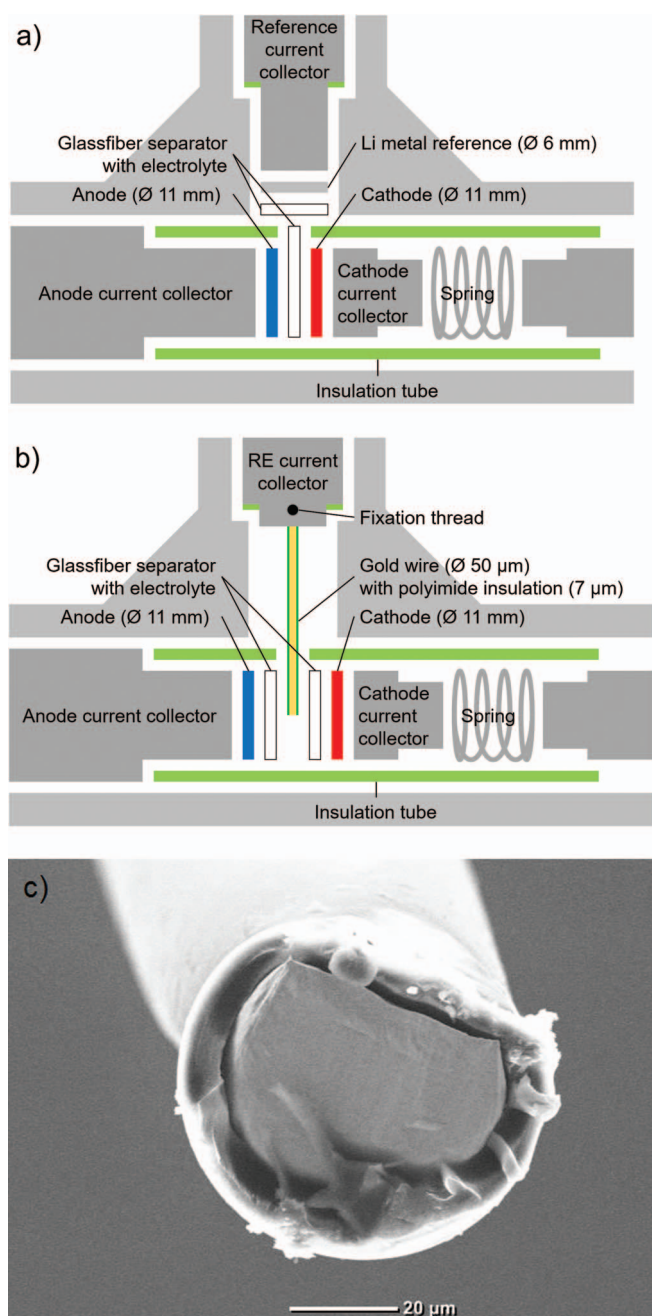 a)
Reference
current
collector
Glassfiber separator
with electrolyte
Li metal reference (Ø 6 mm)
Anode (Ø 11 mm)
Cathode (Ø 11 mm)
Anode current collector
Cathode
current
collector
Spring
Insulation tube
b)
RE current
collector
Fixation thread
Glassfiber separator
with electrolyte
Gold wire (Ø 50 µm)
with polyimide insulation (7 µm)
Anode (Ø 11 mm)
Cathode (Ø 11 mm)
Anode current collector
Cathode
current
collector
Spring
Insulation tube
c)
20 µm